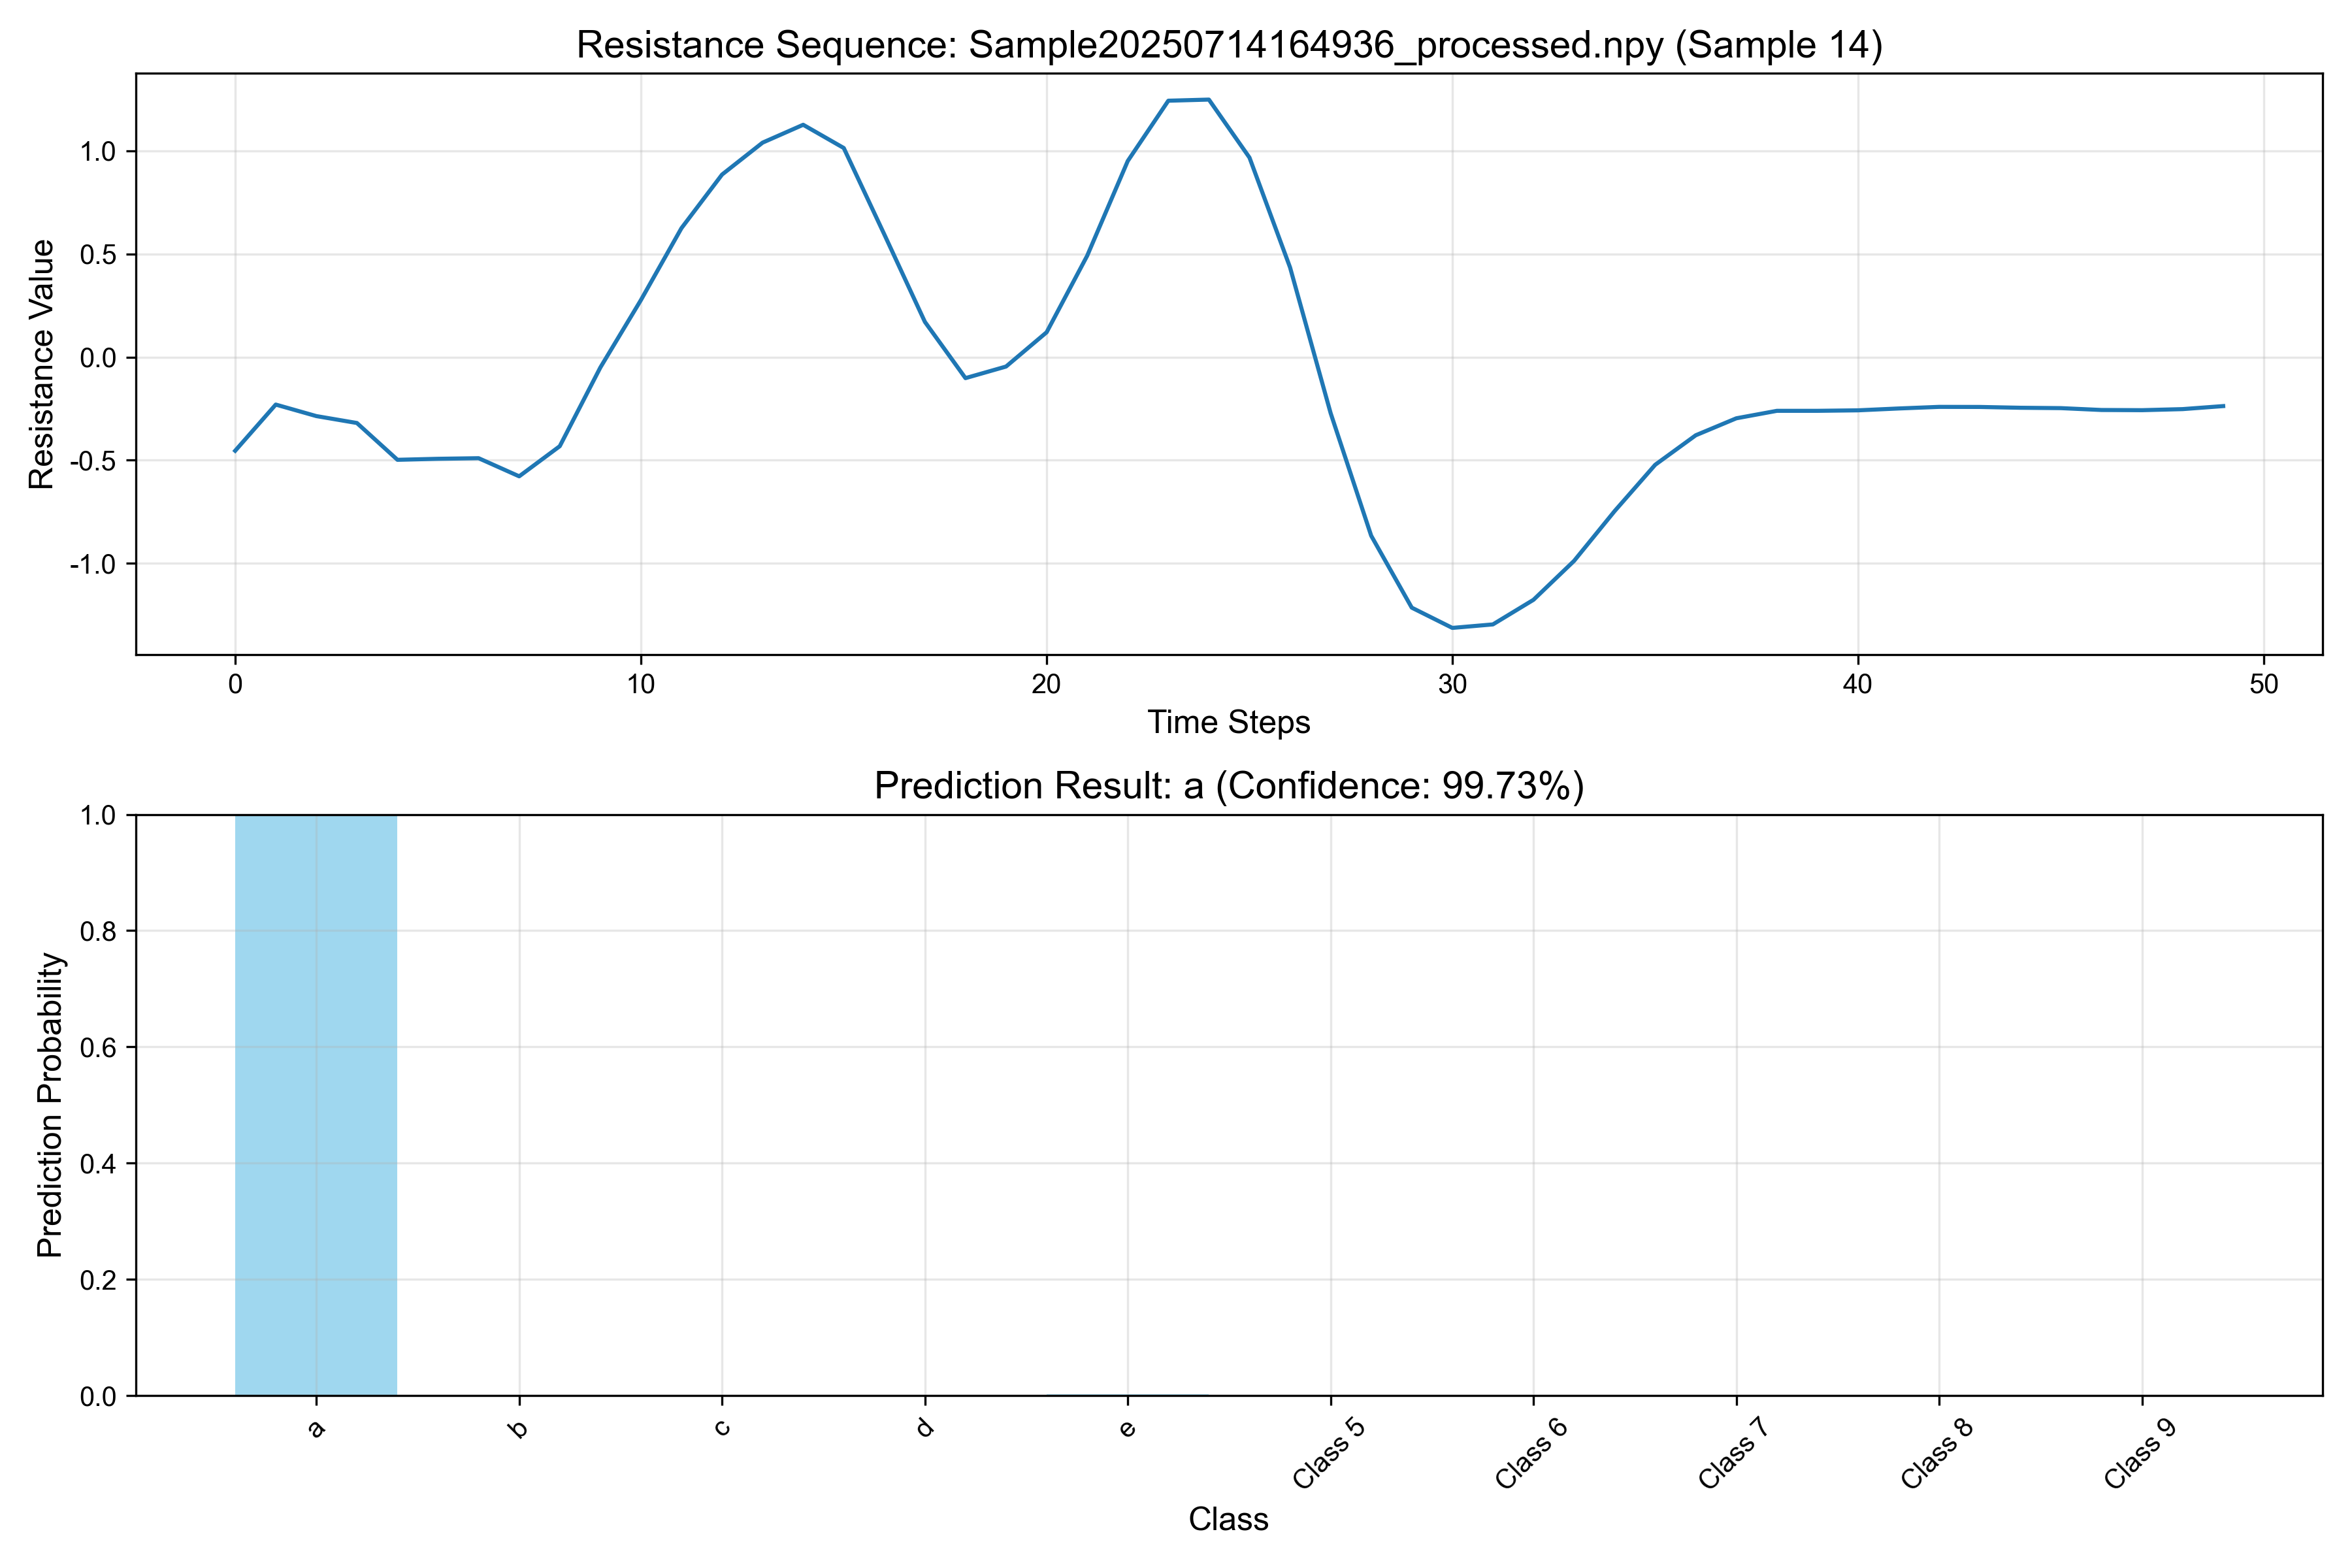 Resistance Sequence: Sample20250714164936_processed.npy (Sample 14)
Resistance Value
1.0
0.5
0.0
-0.5
-1.0
0 10 20 30 40 50
Time Steps
Prediction Result: a (Confidence: 99.73%)
Prediction Probability
1.0
0.8
0.6
0.4
0.2
0.0
a b c d e Class 5 Class 6 Class 7 Class 8 Class 9
Class